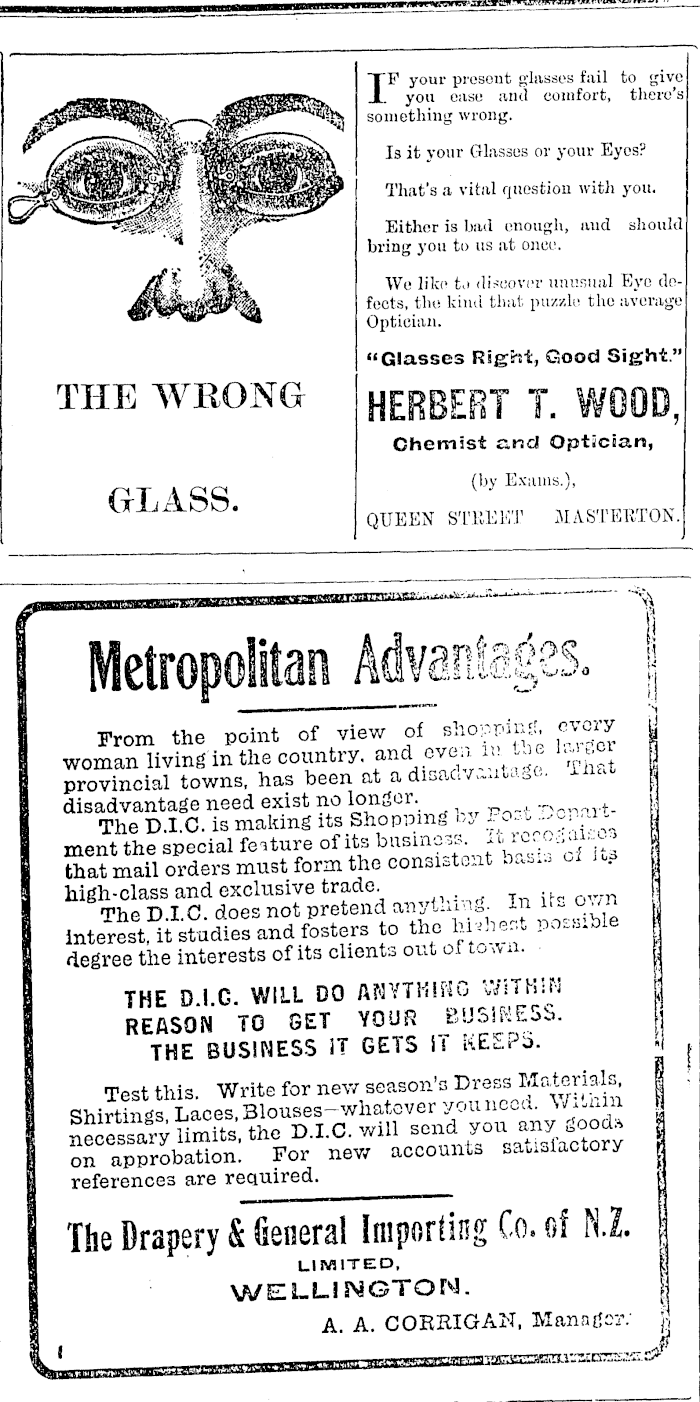 THE WRONG
GLASS.
IF your present glasses fail to give
you ease and comfort, there's
something wrong.
Is it your Glasses or your Eyes?
That's a vital question with you.
Either is bad enough, and should
bring you to us at once.
We like to discover unusual Eye de-
fects, the kind that puzzle the average
Optician.
"Glasses Right, Good Sight."
HERBERT T. WOOD,
Chemist and Optician,
(by Exams.),
QUEEN STREET MASTERTON.
Metropolitan Advantages.
From the point of view of shopping, every
woman living in the country, and even in the larger
provincial towns, has been at a disadvantage. That
disadvantage need exist no longer.
The D.I.C. is making its Shopping by Post Depart-
ment the special feature of its business. It recognises
that mail orders must form the consistent basis of its
high-class and exclusive trade.
The D.I.C. does not pretend anything. In its own
interest, it studies and fosters to the highest possible
degree the interests of its clients out of town.
THE D.I.C. WILL DO ANYTHING WITHIN
REASON TO GET YOUR BUSINESS.
THE BUSINESS IT GETS IT KEEPS.
Test this. Write for new season's Dress Materials,
Shirtings, Laces, Blouses—whatever you need. Within
necessary limits, the D.I.C. will send you any goods
on approbation. For new accounts satisfactory
references are required.
The Drapery & General Importing Co. of N.Z.
LIMITED,
WELLINGTON.
A. A. CORRIGAN, Manager.